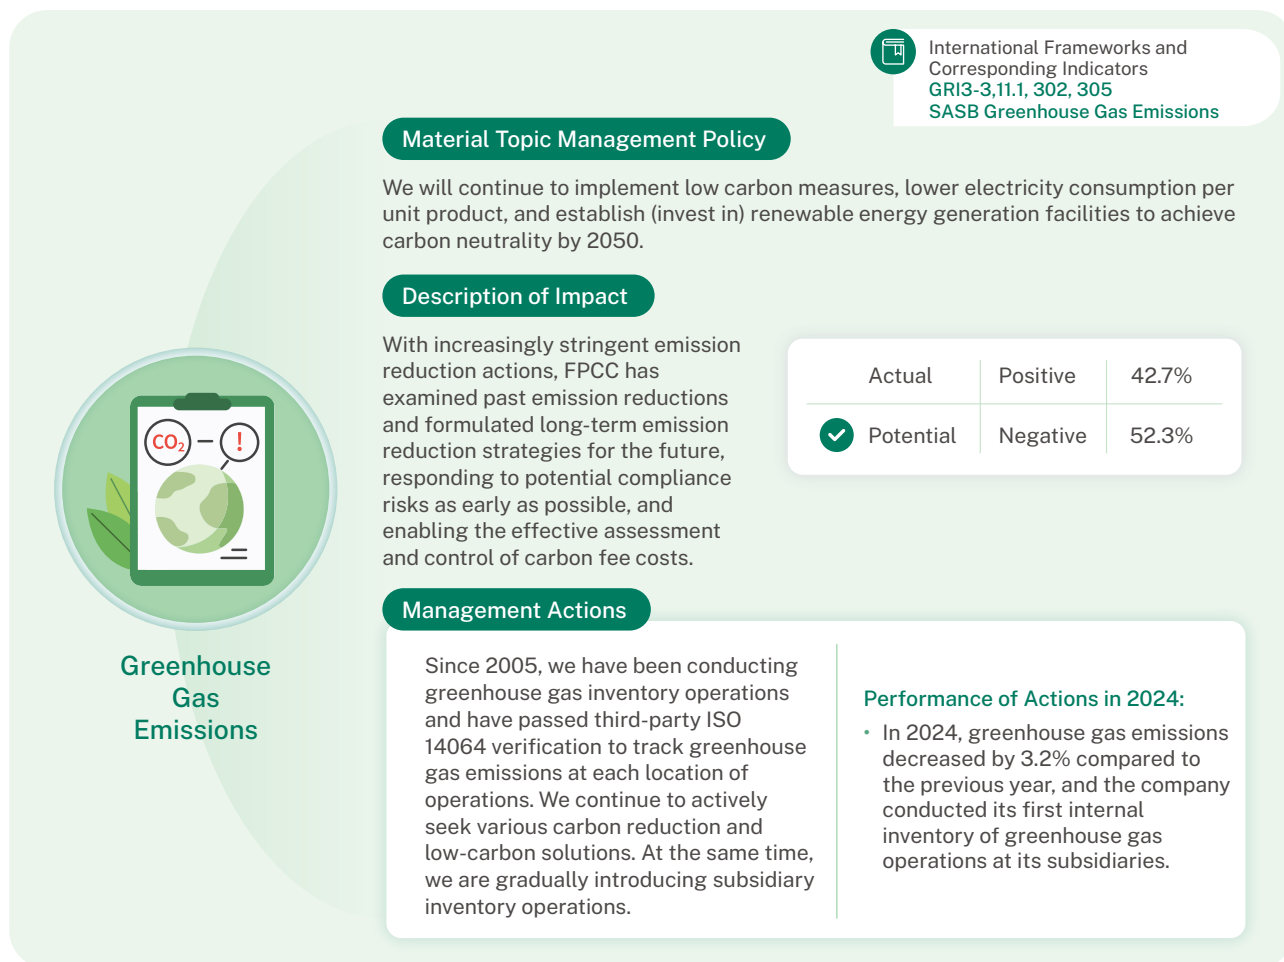 International Frameworks and
Corresponding Indicators
GRI3-3,11.1, 302, 305
SASB Greenhouse Gas Emissions
Material Topic Management Policy
We will continue to implement low carbon measures, lower electricity consumption per
unit product, and establish (invest in) renewable energy generation facilities to achieve
carbon neutrality by 2050.
Description of Impact
With increasingly stringent emission
reduction actions, FPCC has
examined past emission reductions
and formulated long-term emission
reduction strategies for the future,
responding to potential compliance
risks as early as possible, and
enabling the effective assessment
and control of carbon fee costs.
Actual Positive 42.7%
Potential Negative 52.3%
CO₂ – !
Greenhouse
Gas
Emissions
Management Actions
Since 2005, we have been conducting
greenhouse gas inventory operations
and have passed third-party ISO
14064 verification to track greenhouse
gas emissions at each location of
operations. We continue to actively
seek various carbon reduction and
low-carbon solutions. At the same time,
we are gradually introducing subsidiary
inventory operations.
Performance of Actions in 2024:
• In 2024, greenhouse gas emissions
decreased by 3.2% compared to
the previous year, and the company
conducted its first internal
inventory of greenhouse gas
operations at its subsidiaries.